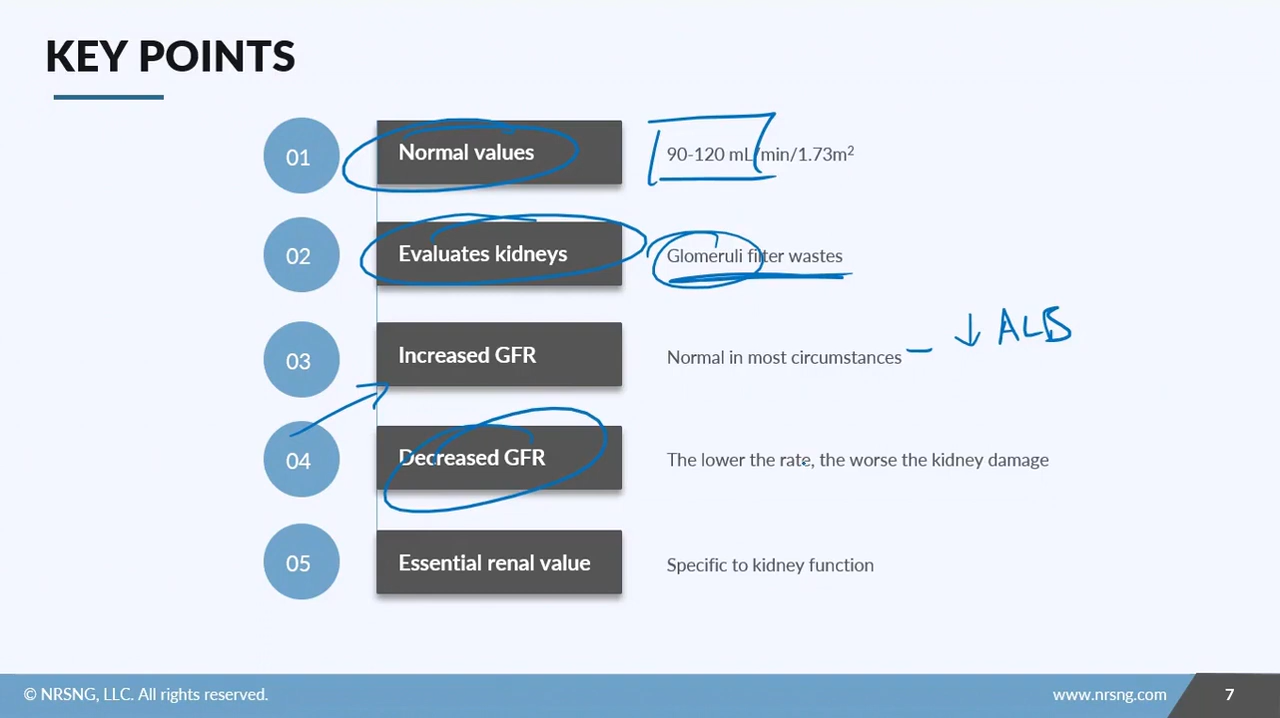 KEY POINTS
01 Normal values 90-120 mL/min/1.73m²
02 Evaluates kidneys Glomeruli filter wastes
03 Increased GFR Normal in most circumstances – ↓ ALB
04 Decreased GFR The lower the rate, the worse the kidney damage
05 Essential renal value Specific to kidney function
© NRSNG, LLC. All rights reserved. www.nrsng.com 7